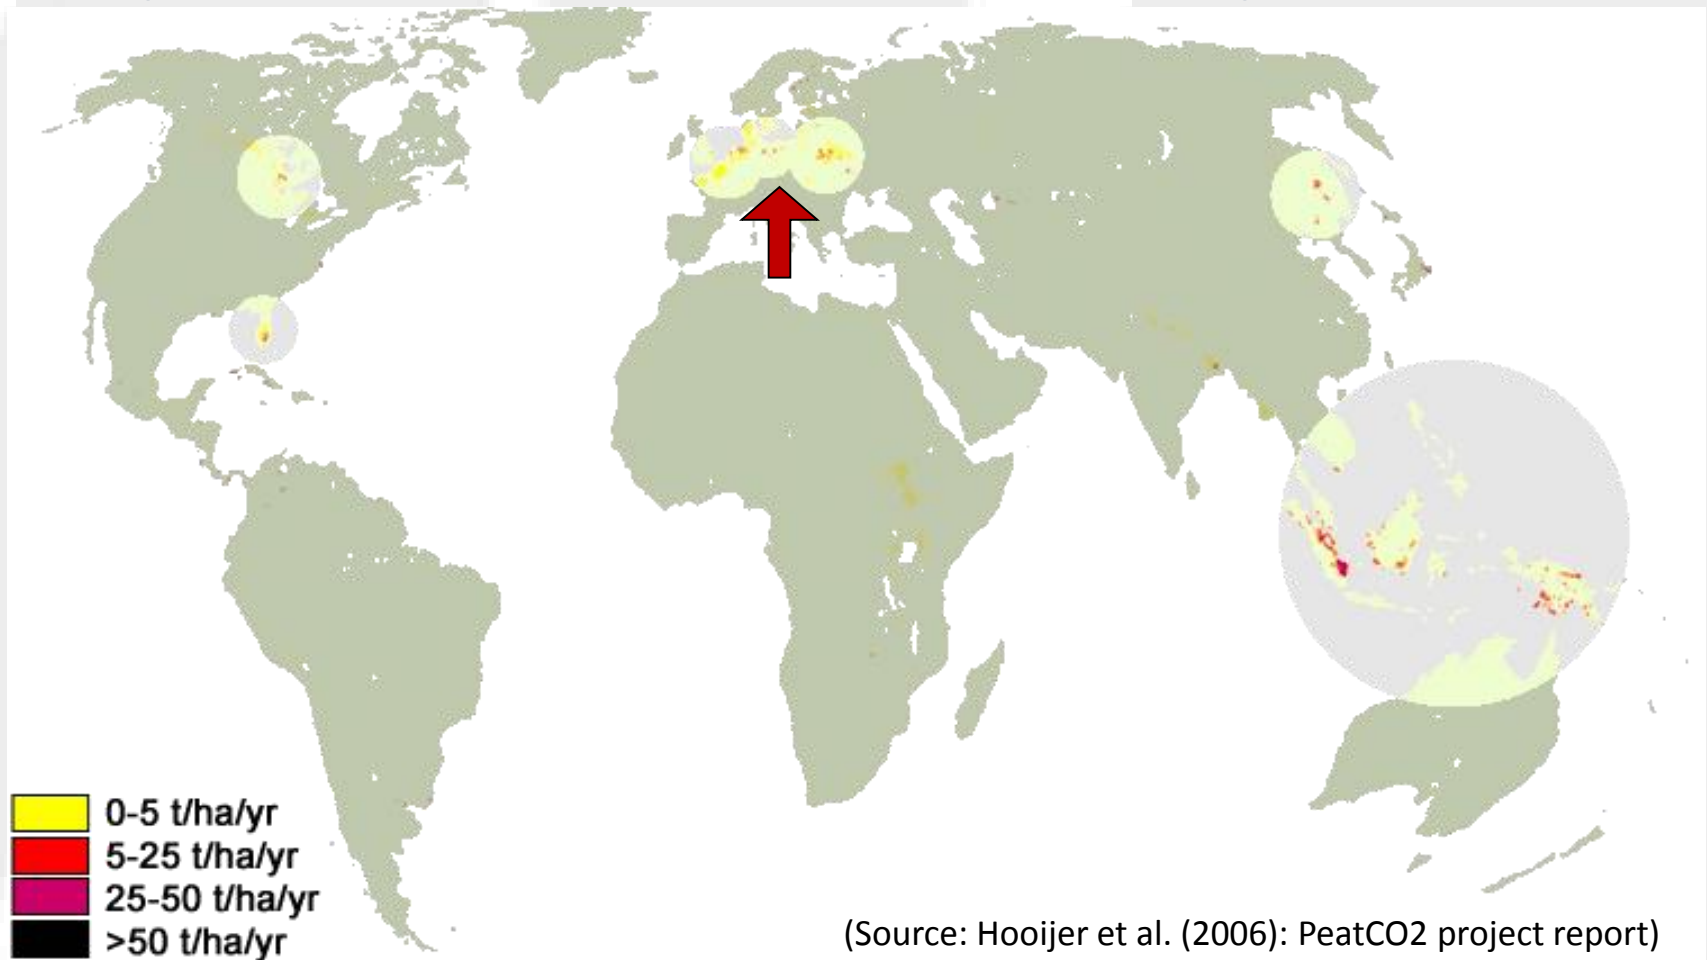 0-5 t/ha/yr
5-25 t/ha/yr
25-50 t/ha/yr
>50 t/ha/yr
(Source: Hooijer et al. (2006): PeatCO2 project report)